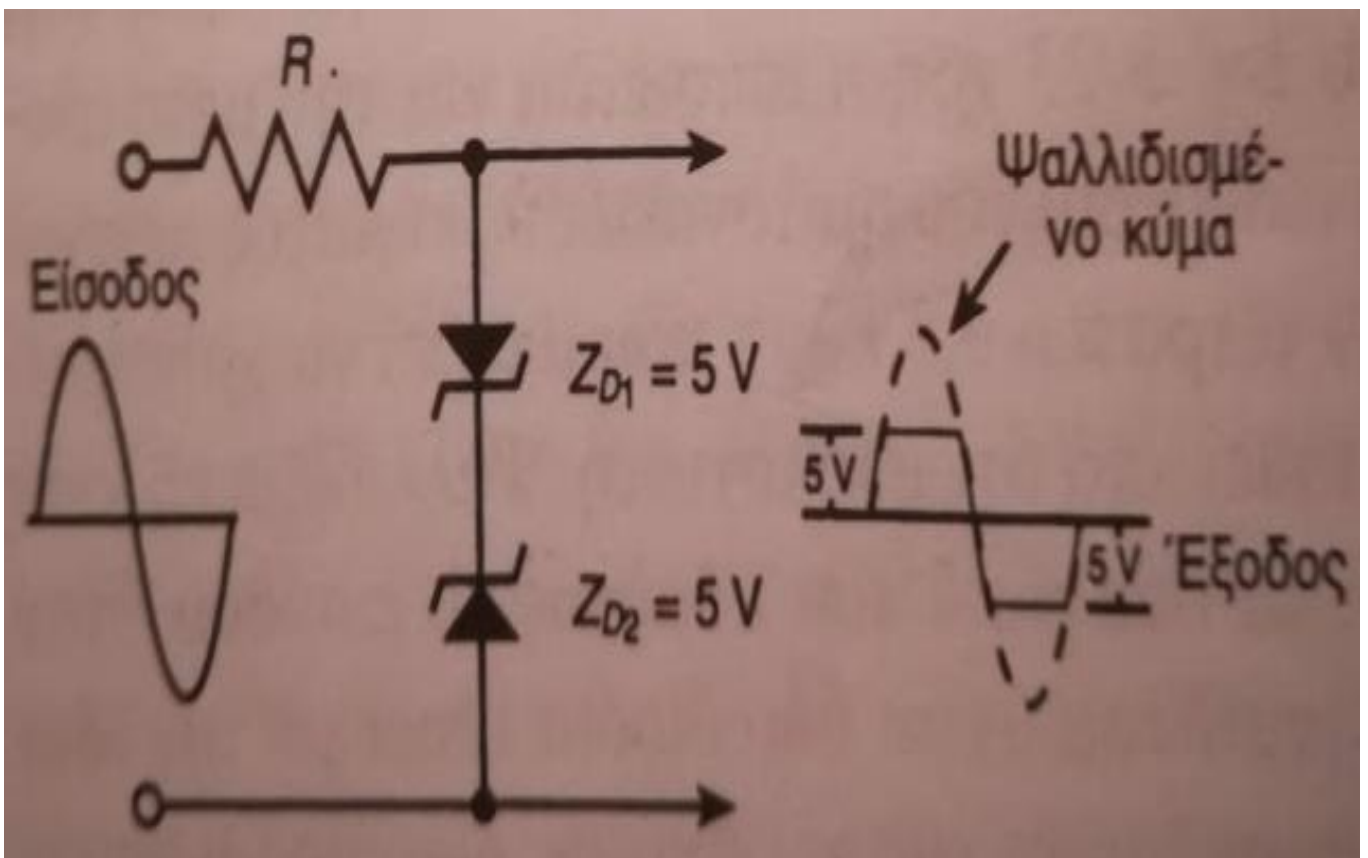 R
Ψαλλιδισμέ-
νο κύμα
Είσοδος
Z_D1 = 5 V
5 V
5 V Έξοδος
Z_D2 = 5 V